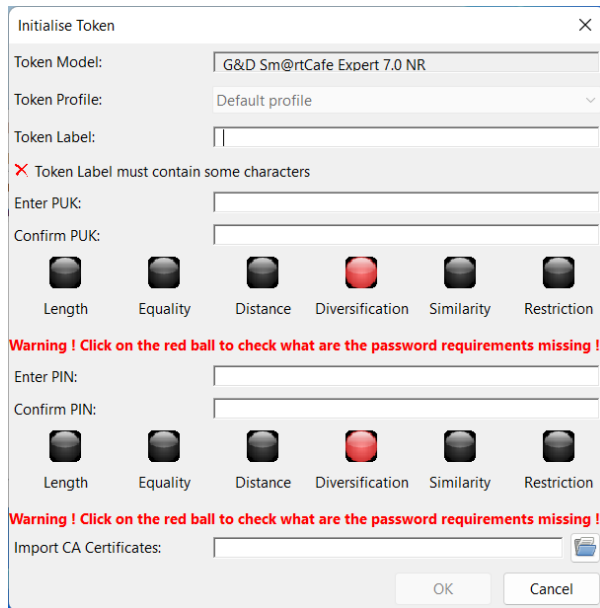 Initialise Token
Token Model: G&D Sm@rtCafe Expert 7.0 NR
Token Profile: Default profile
Token Label:
Token Label must contain some characters
Enter PUK:
Confirm PUK:
Length Equality Distance Diversification Similarity Restriction
Warning ! Click on the red ball to check what are the password requirements missing !
Enter PIN:
Confirm PIN:
Length Equality Distance Diversification Similarity Restriction
Warning ! Click on the red ball to check what are the password requirements missing !
Import CA Certificates:
OK Cancel